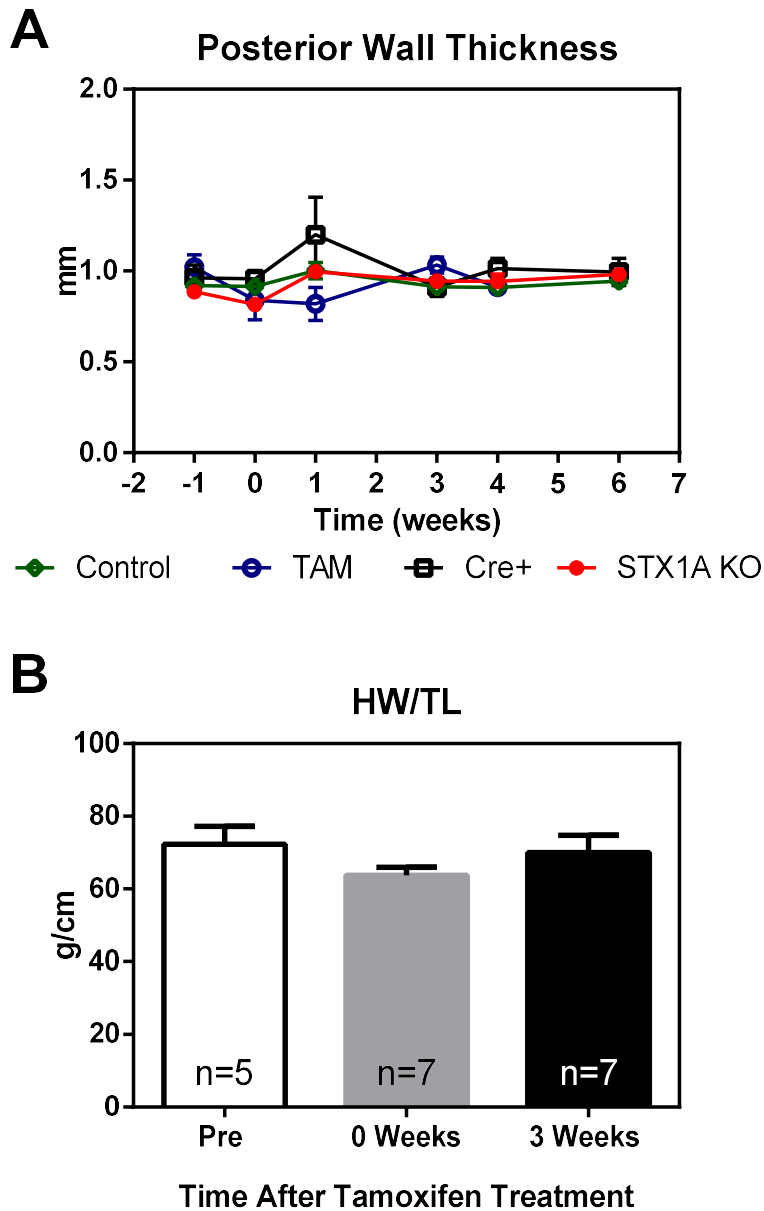 A
Posterior Wall Thickness
2.0
1.5
1.0
0.5
0.0
mm
-2 -1 0 1 2 3 4 5 6 7
Time (weeks)
Control TAM Cre+ STX1A KO
B
HW/TL
100
80
60
40
20
0
g/cm
n=5 n=7 n=7
Pre 0 Weeks 3 Weeks
Time After Tamoxifen Treatment